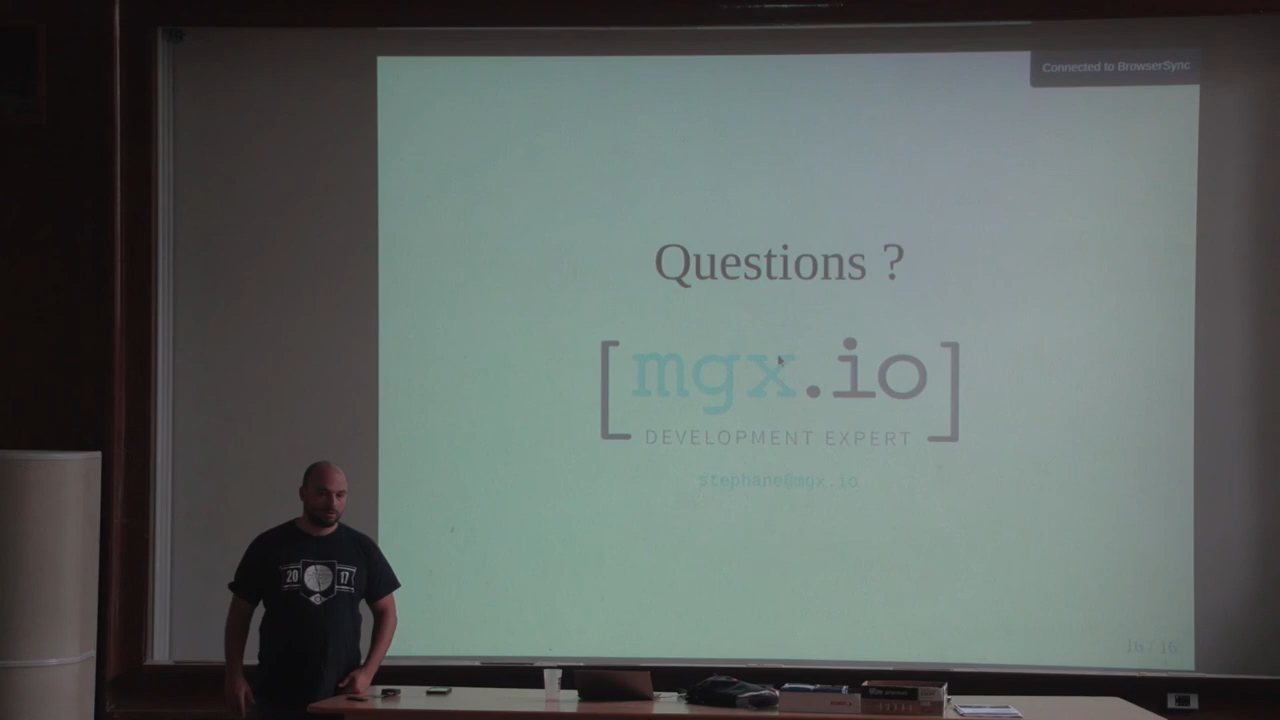 Connected to BrowserSync
Questions ?
[mgx.io]
DEVELOPMENT EXPERT
stephane@mgx.io
16 / 16
20 17